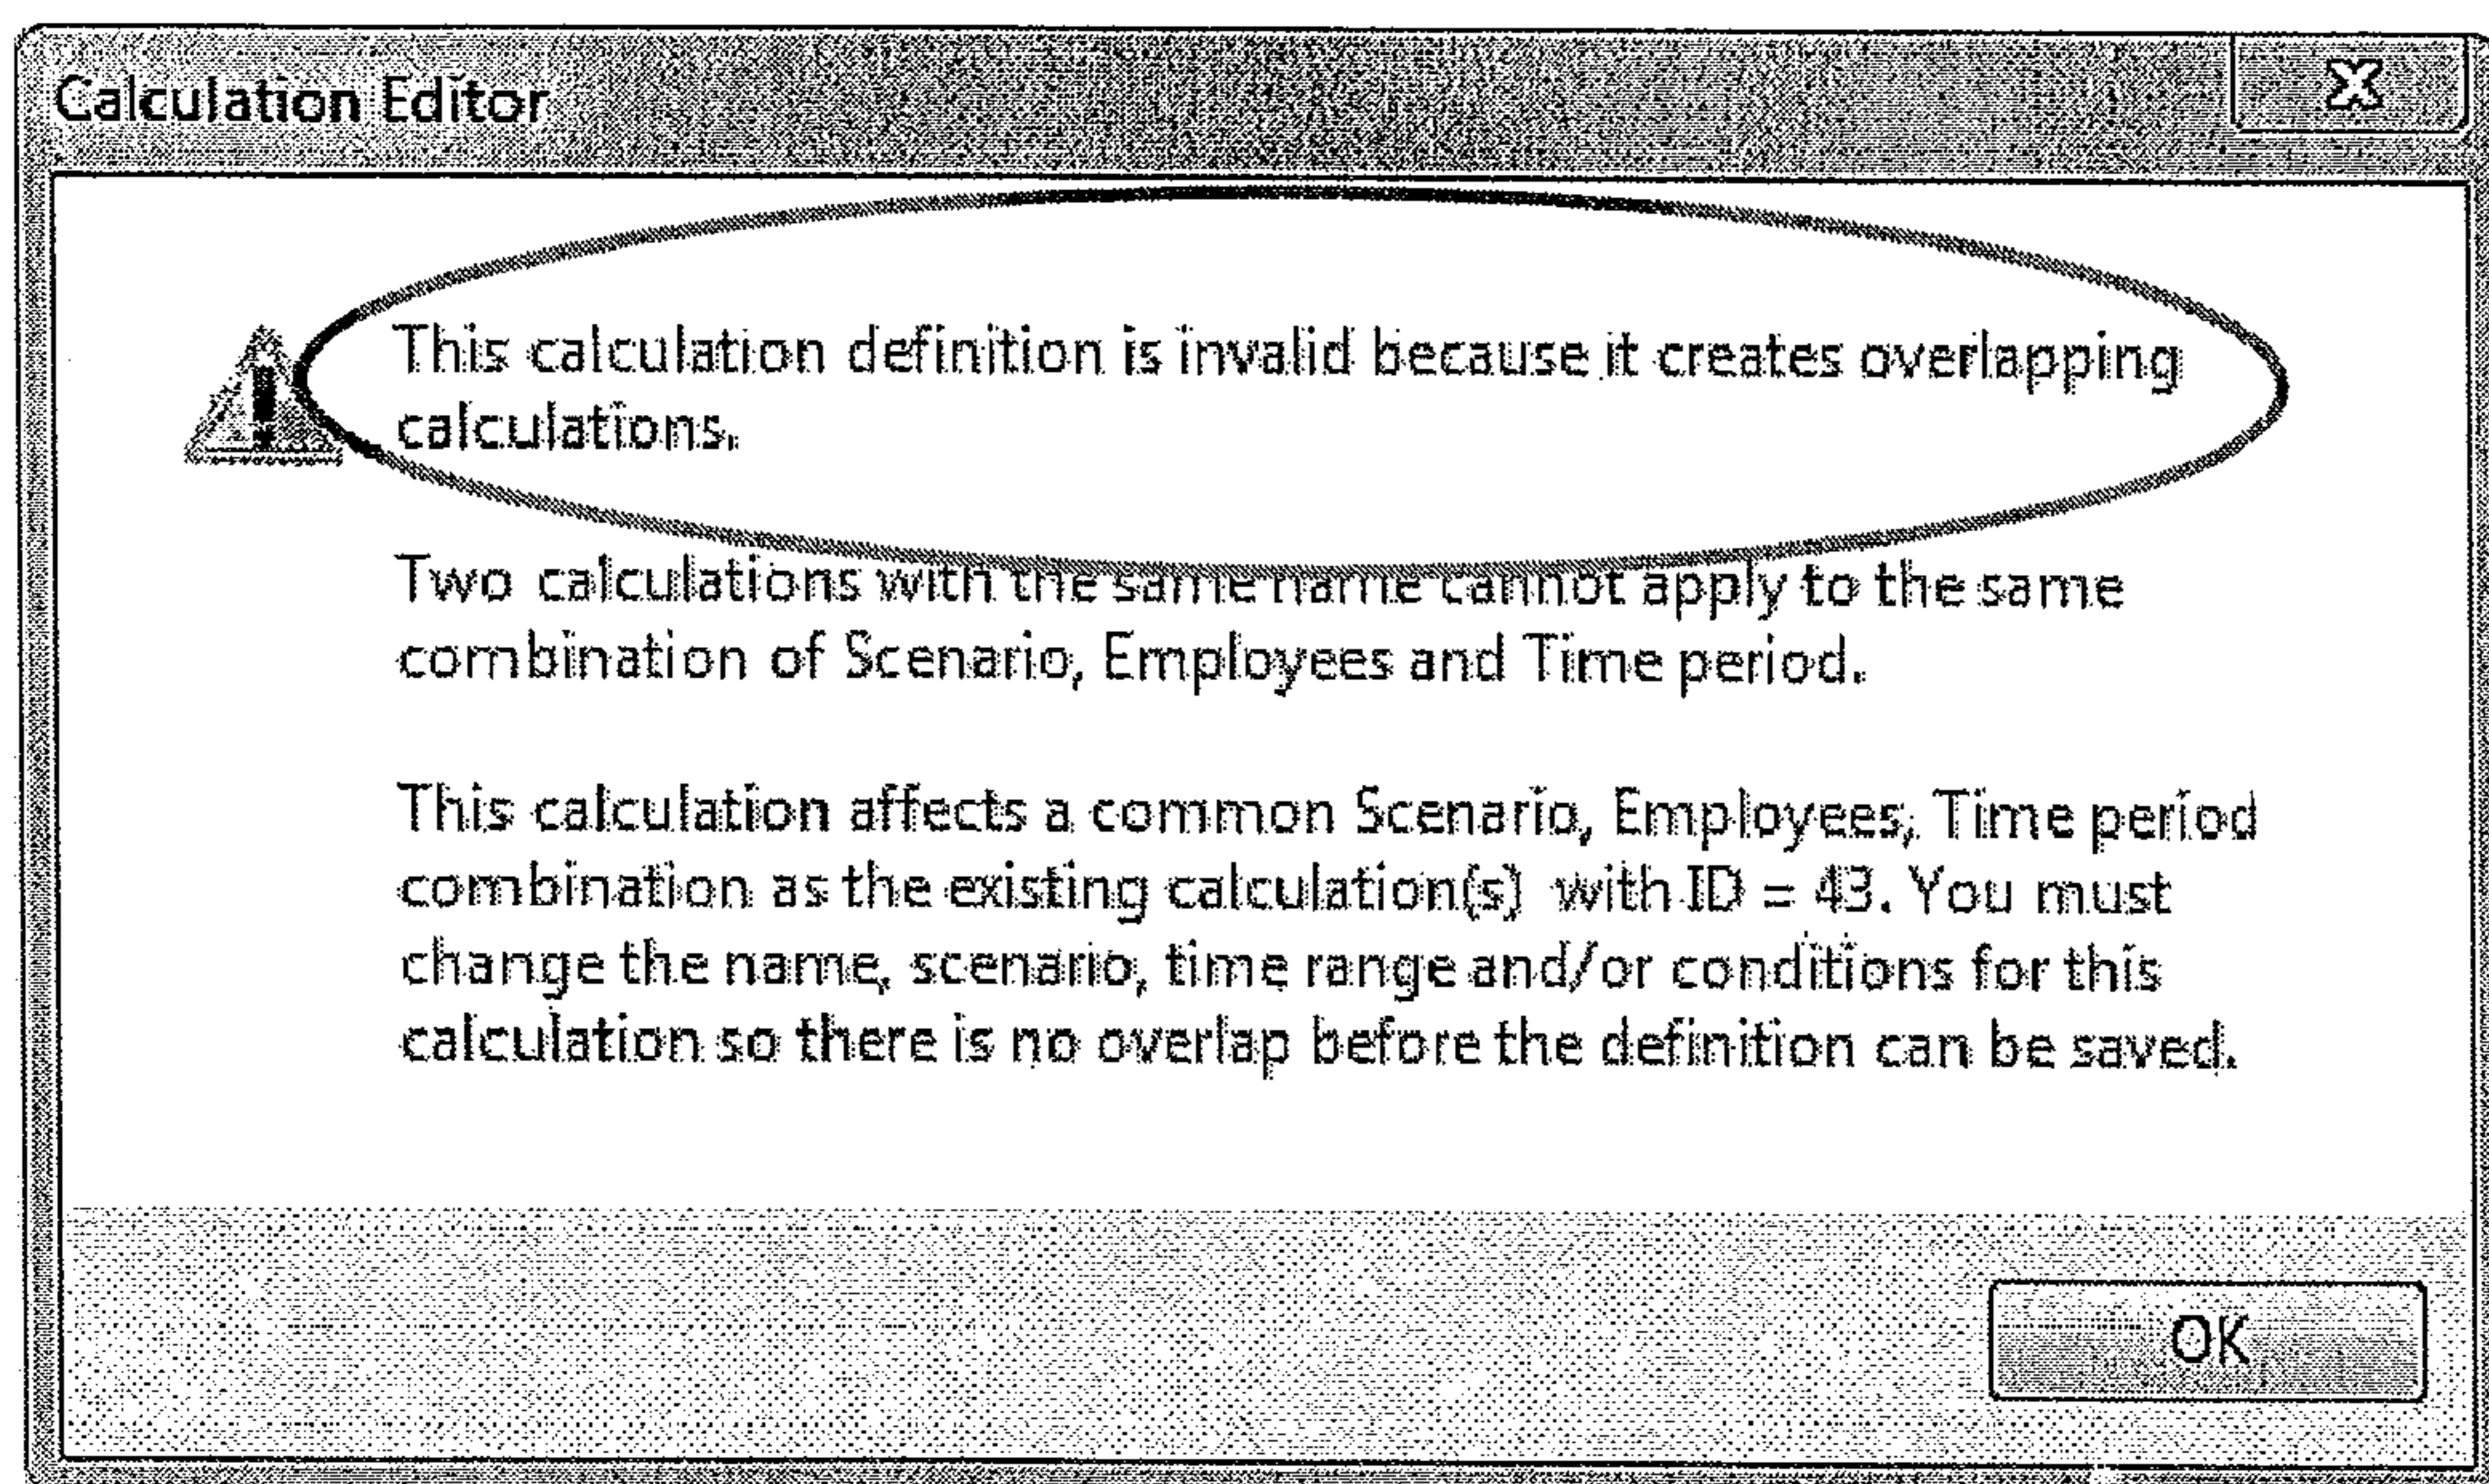 Calculation Editor
X
This calculation definition is invalid because it creates overlapping
calculations.
Two calculations with the same name cannot apply to the same
combination of Scenario, Employees and Time period.
This calculation affects a common Scenario, Employees, Time period
combination as the existing calculation(s) with ID = 43. You must
change the name, scenario, time range and/or conditions for this
calculation so there is no overlap before the definition can be saved.
OK